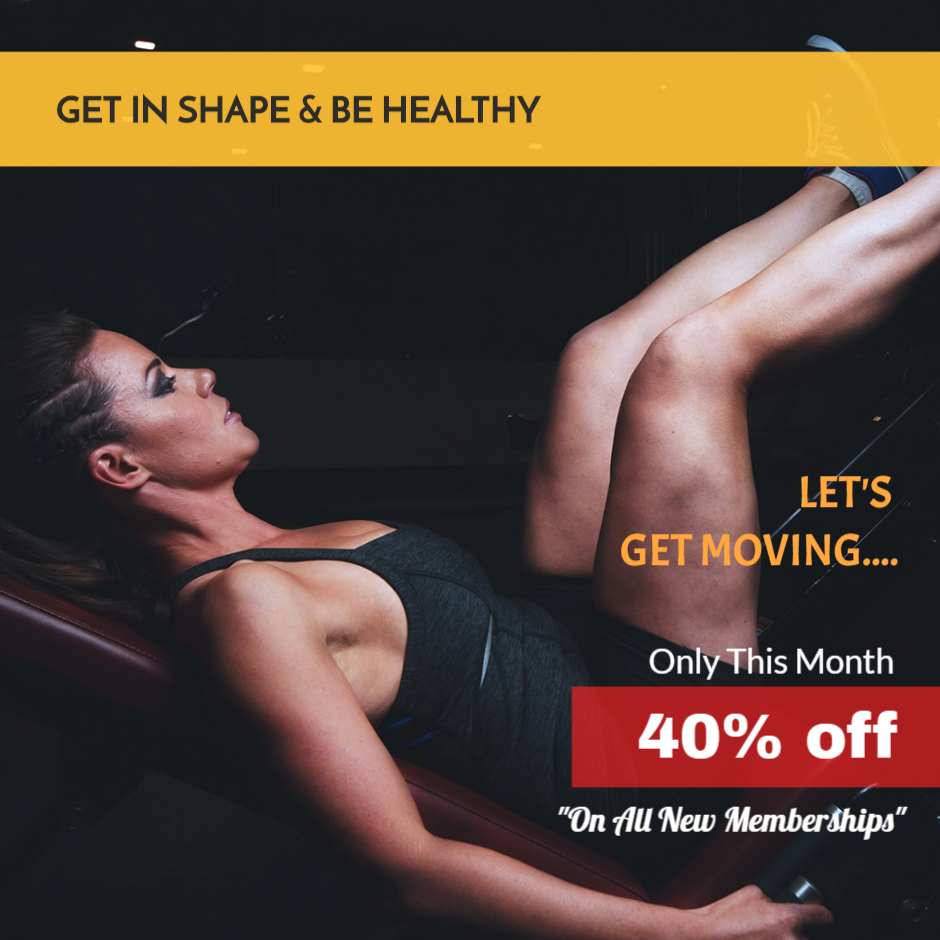 GET IN SHAPE & BE HEALTHY
LET'S
GET MOVING....
Only This Month
40% off
"On All New Memberships"